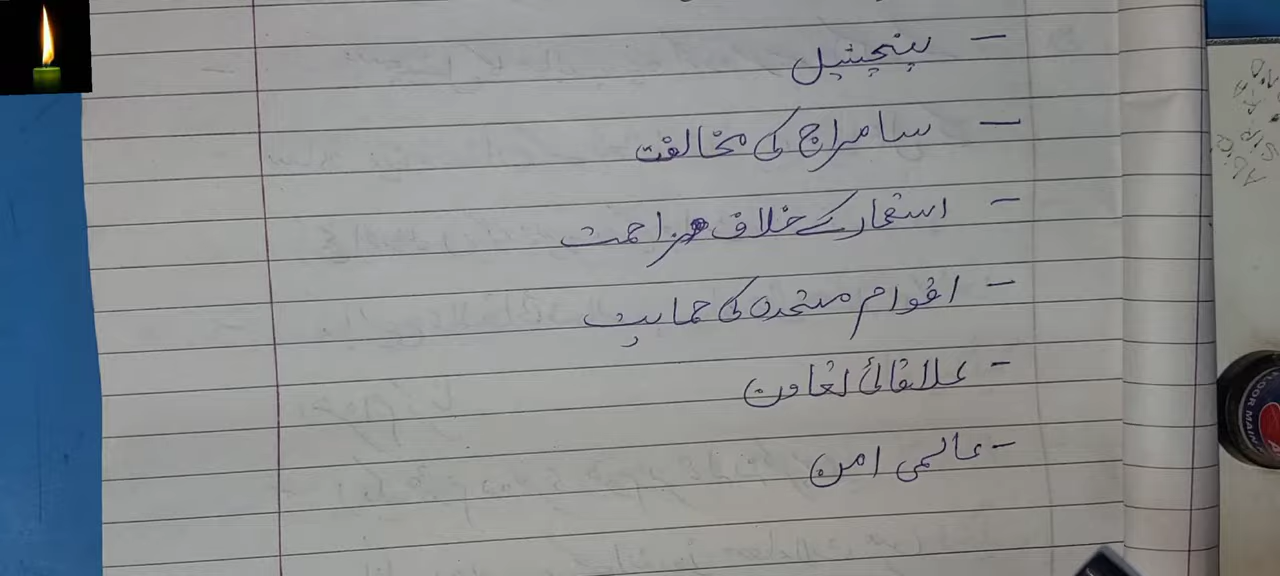 - پنچشیل
- سامراج کی مخالفت
- استعمار کے خلاف مزاحمت
- اقوام متحدہ کی حمایت
- علاقائی تعاون
- عالمی امن